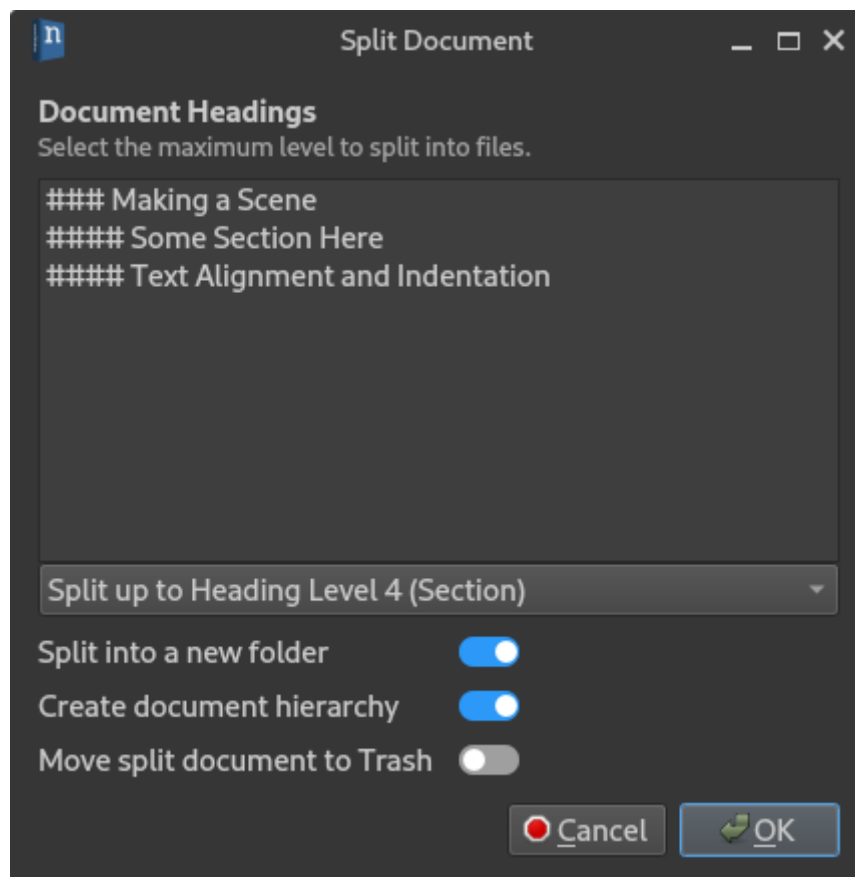 n
Split Document
Document Headings
Select the maximum level to split into files.
### Making a Scene
#### Some Section Here
#### Text Alignment and Indentation
Split up to Heading Level 4 (Section)
Split into a new folder
Create document hierarchy
Move split document to Trash
Cancel
OK